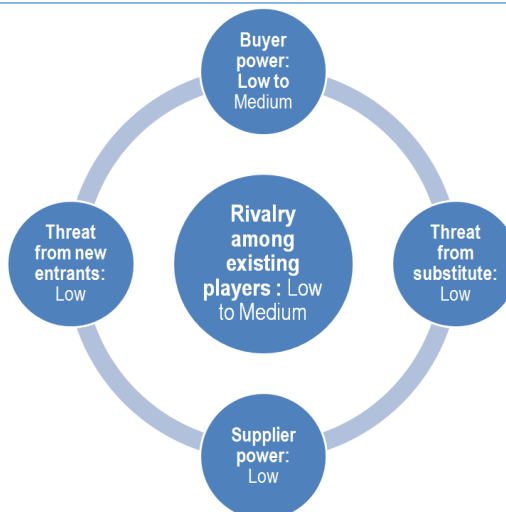 Buyer
power:
Low to
Medium
Threat
from new
entrants:
Low
Rivalry
among
existing
players : Low
to Medium
Threat
from
substitute:
Low
Supplier
power:
Low